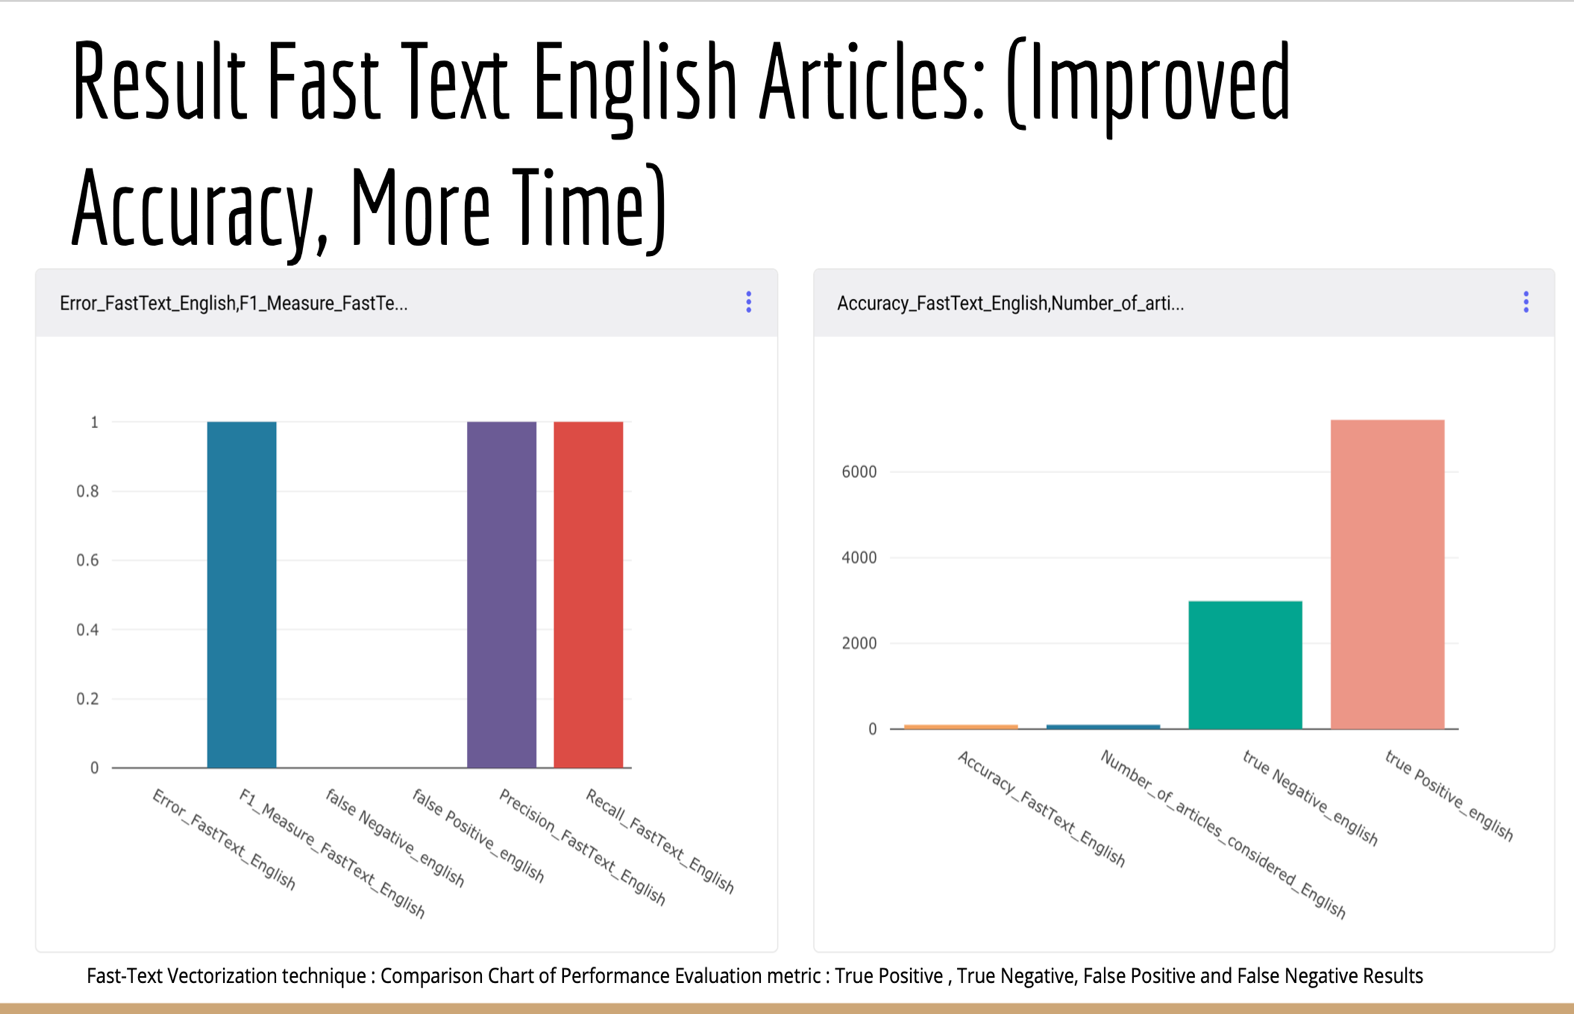 Result Fast Text English Articles: (Improved
Accuracy, More Time)
Error_FastText_English,F1_Measure_FastTe...
1
0.8
0.6
0.4
0.2
0
Error_FastText_English
F1_Measure_FastText_English
false Negative_english
false Positive_english
Precision_FastText_English
Recall_FastText_English
Accuracy_FastText_English,Number_of_arti...
6000
4000
2000
0
Accuracy_FastText_English
Number_of_articles_considered_English
true Negative_english
true Positive_english
Fast-Text Vectorization technique : Comparison Chart of Performance Evaluation metric : True Positive , True Negative, False Positive and False Negative Results